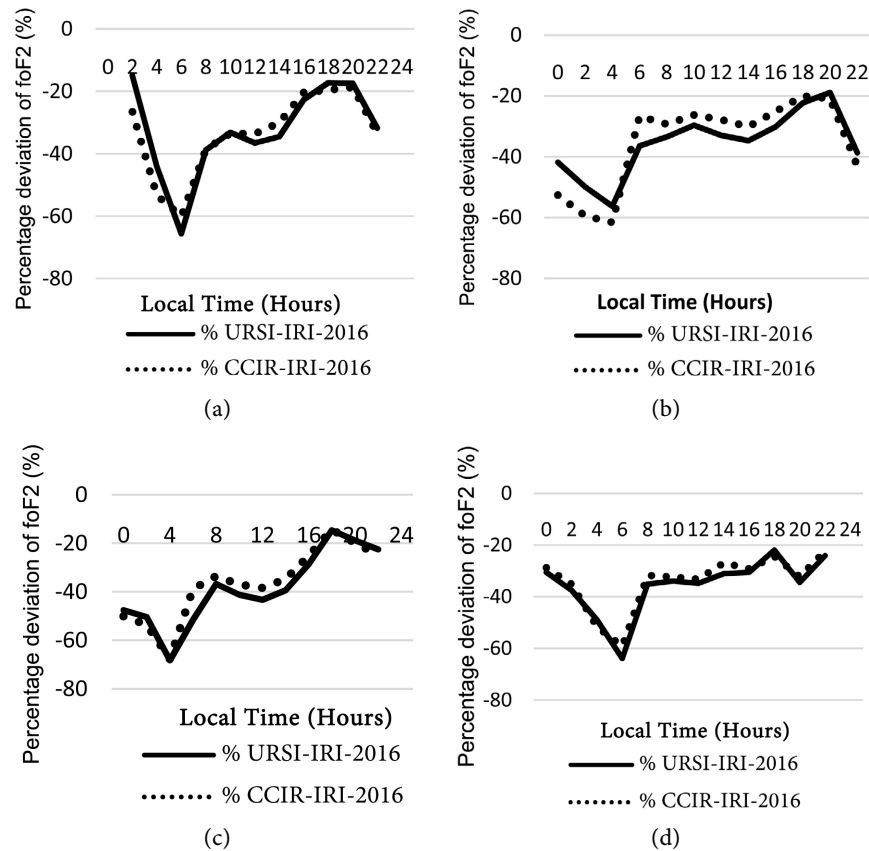 Percentage deviation of foF2 (%)
0
-20
-40
-60
-80
0 2 4 6 8 10 12 14 16 18 20 22 24
Local Time (Hours)
% URSI-IRI-2016
% CCIR-IRI-2016
(a)
Percentage deviation of foF2 (%)
0
-20
-40
-60
-80
0 2 4 6 8 10 12 14 16 18 20 22
Local Time (Hours)
% URSI-IRI-2016
% CCIR-IRI-2016
(b)
Percentage deviation of foF2 (%)
0
-20
-40
-60
-80
0 4 8 12 16 20 24
Local Time (Hours)
% URSI-IRI-2016
% CCIR-IRI-2016
(c)
Percentage deviation of foF2 (%)
0
-20
-40
-60
-80
0 2 4 6 8 10 12 14 16 18 20 22 24
Local Time (Hours)
% URSI-IRI-2016
% CCIR-IRI-2016
(d)